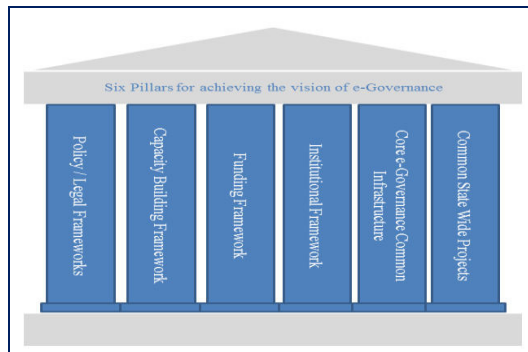 Six Pillars for achieving the vision of e-Governance
Policy / Legal Frameworks
Capacity Building Framework
Funding Framework
Institutional Framework
Core e-Governance Common
Infrastructure
Common State Wide Projects